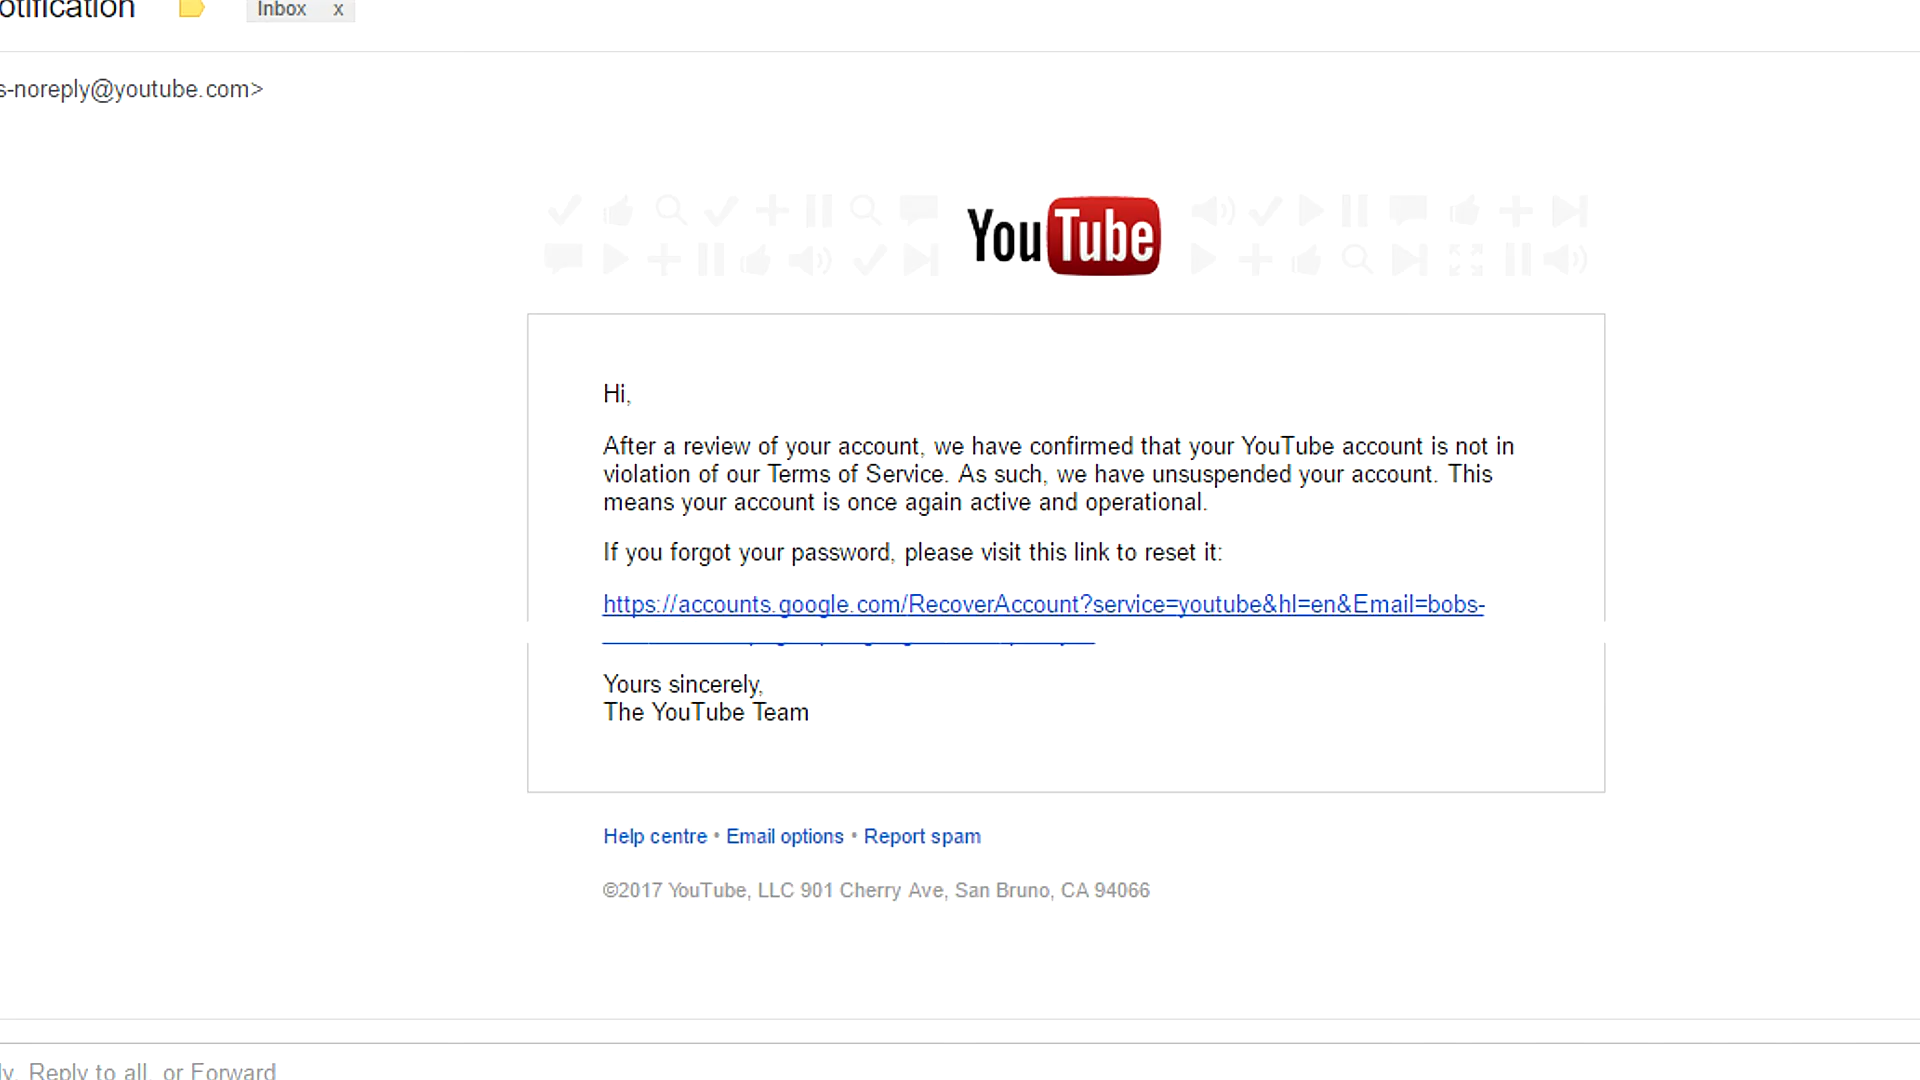 Inbox x
s-noreply@youtube.com>
YouTube
Hi,
After a review of your account, we have confirmed that your YouTube account is not in
violation of our Terms of Service. As such, we have unsuspended your account. This
means your account is once again active and operational.
If you forgot your password, please visit this link to reset it:
https://accounts.google.com/RecoverAccount?service=youtube&hl=en&Email=bobs-
Yours sincerely,
The YouTube Team
Help centre • Email options • Report spam
©2017 YouTube, LLC 901 Cherry Ave, San Bruno, CA 94066
Reply to all, or Forward